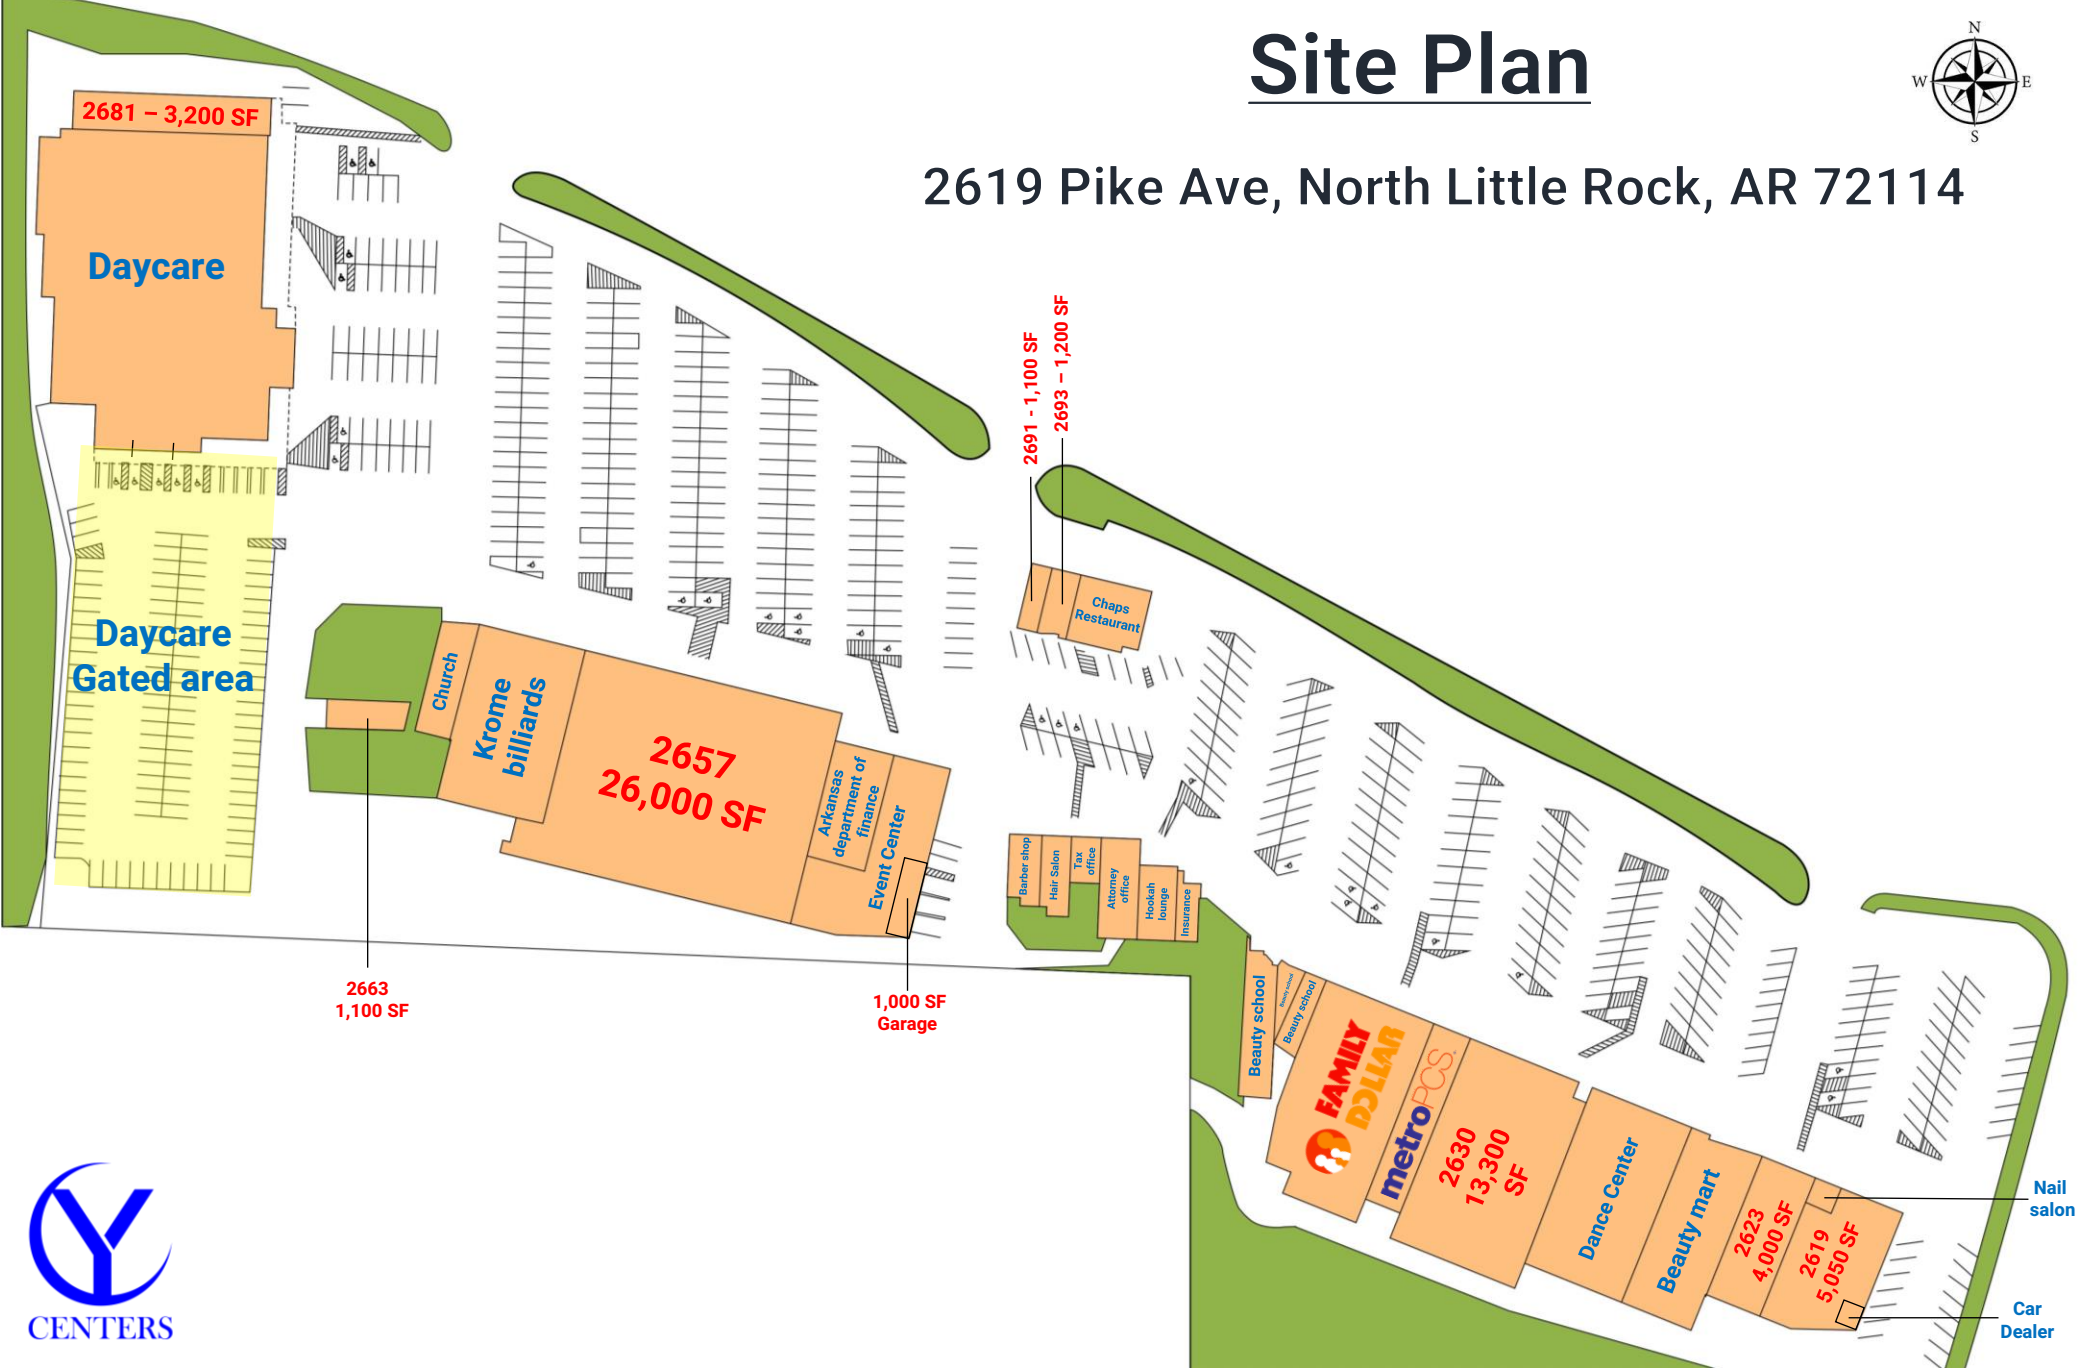 Site Plan
N
W
E
S
2619 Pike Ave, North Little Rock, AR 72114
2681 – 3,200 SF
Daycare
Daycare
Gated area
2691 - 1,100 SF
2693 – 1,200 SF
Chaps
Restaurant
Church
Krome
billiards
2657
26,000 SF
Arkansas
department of
finance
Event Center
2663
1,100 SF
1,000 SF
Garage
Barber shop
Hair Salon
Tax
office
Attorney
office
Hookah
lounge
Insurance
Beauty school
Beauty school
Beauty school
FAMILY
DOLLAR
metroPCS.
2630
13,300
SF
Dance Center
Beauty mart
2623
4,000 SF
2619
5,050 SF
Nail
salon
Car
Dealer
CY
CENTERS